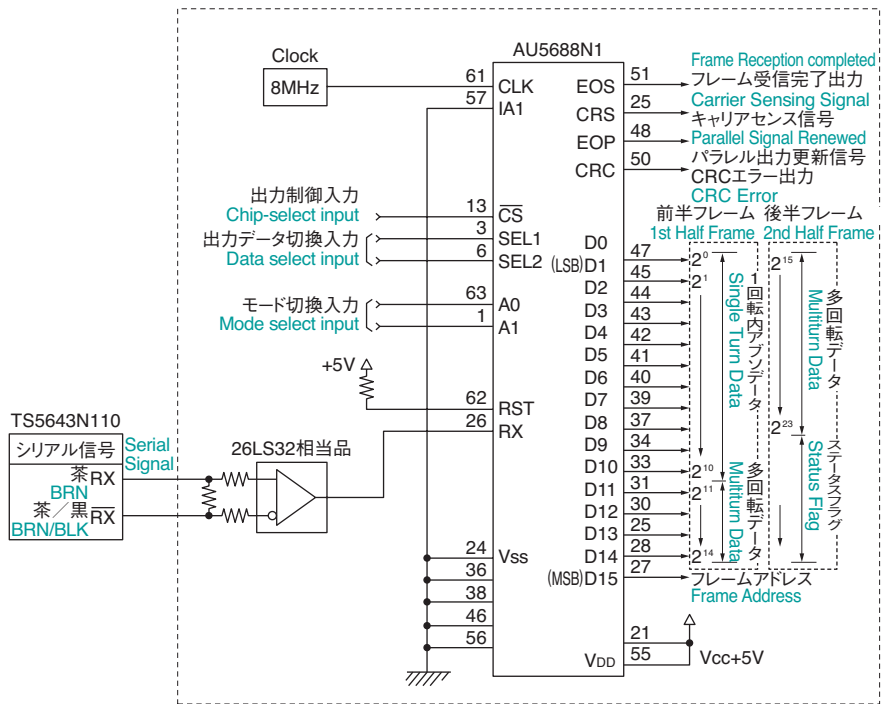 Clock
8MHz
AU5688N1
61 CLK
57 IA1
EOS 51
CRS 25
EOP 48
CRC 50
Frame Reception completed
フレーム受信完了出力
Carrier Sensing Signal
キャリアセンス信号
Parallel Signal Renewed
パラレル出力更新信号
CRCエラー出力
CRC Error
出力制御入力
Chip-select input
13 CS
出力データ切換入力
Data select input
3 SEL1
6 SEL2
モード切換入力
Mode select input
63 A0
1 A1
+5V
62 RST
26 RX
TS5643N110
シリアル信号
Serial
Signal
茶 RX
BRN
茶/黒 RX
BRN/BLK
26LS32相当品
24 Vss
36
38
46
56
前半フレーム
1st Half Frame
後半フレーム
2nd Half Frame
D0
(LSB)D1 47
D2 45
D3 44
D4 43
D5 42
D6 41
D7 40
D8 39
37
D9 34
D10 33
D11 31
D12 30
D13 25
D14 28
(MSB)D15 27
2⁰
2¹
2¹⁰
2¹¹
2¹⁴
1回転内アブソデータ
Single Turn Data
多回転データ
Multiturn Data
2¹⁵
2²³
多回転データ
Multiturn Data
ステータスフラグ
Status Flag
フレームアドレス
Frame Address
21
VDD 55
Vcc+5V